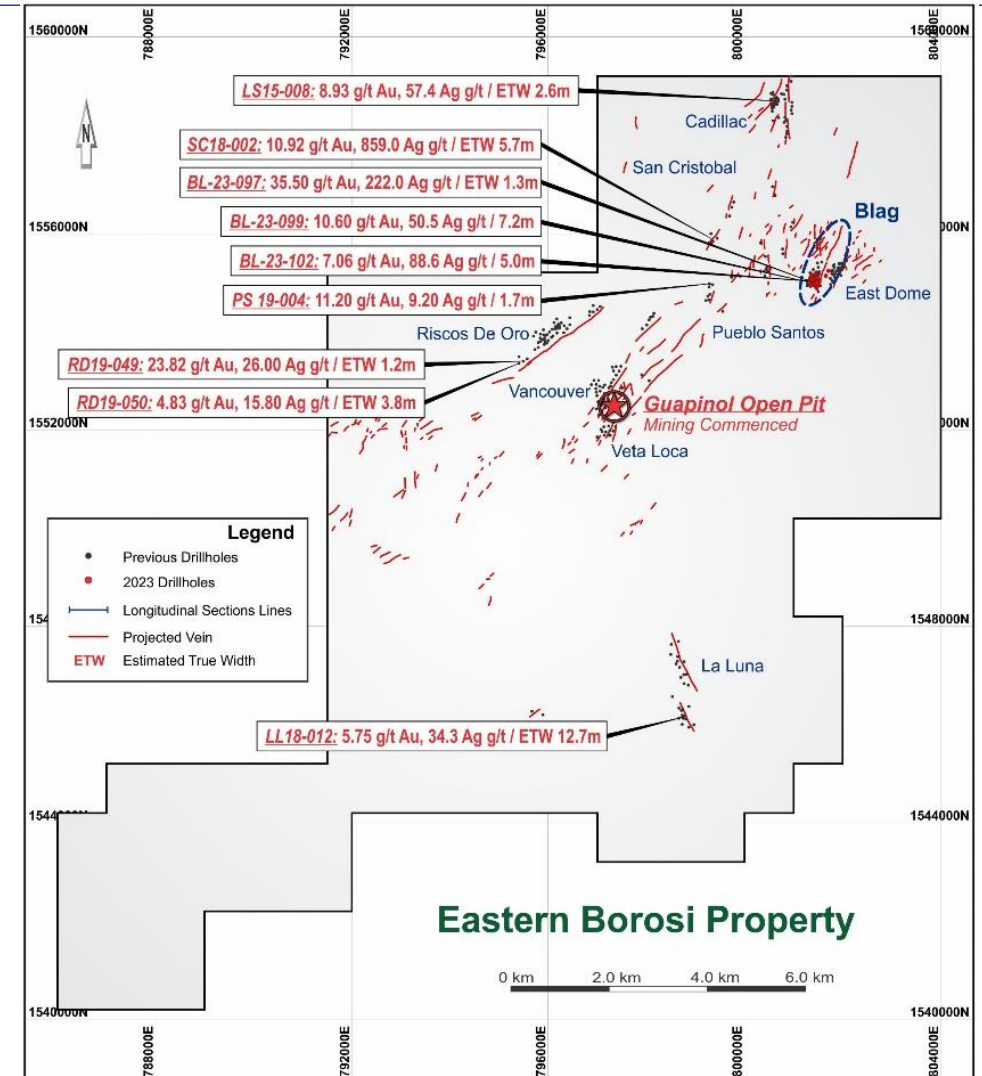 788000E
792000E
796000E
800000E
804000E
1560000N
LS15-008: 8.93 g/t Au, 57.4 Ag g/t / ETW 2.6m
Cadillac
N
SC18-002: 10.92 g/t Au, 859.0 Ag g/t / ETW 5.7m
San Cristobal
BL-23-097: 35.50 g/t Au, 222.0 Ag g/t / ETW 1.3m
Blag
BL-23-099: 10.60 g/t Au, 50.5 Ag g/t / 7.2m
1556000N
BL-23-102: 7.06 g/t Au, 88.6 Ag g/t / 5.0m
East Dome
PS 19-004: 11.20 g/t Au, 9.20 Ag g/t / 1.7m
Riscos De Oro
Pueblo Santos
RD19-049: 23.82 g/t Au, 26.00 Ag g/t / ETW 1.2m
Vancouver
RD19-050: 4.83 g/t Au, 15.80 Ag g/t / ETW 3.8m
Guapinol Open Pit
Mining Commenced
1552000N
Veta Loca
Legend
Previous Drillholes
2023 Drillholes
Longitudinal Sections Lines
Projected Vein
ETW Estimated True Width
1548000N
La Luna
LL18-012: 5.75 g/t Au, 34.3 Ag g/t / ETW 12.7m
1544000N
Eastern Borosi Property
0 km 2.0 km 4.0 km 6.0 km
1540000N
1540000N
788000E
792000E
796000E
800000E
804000E